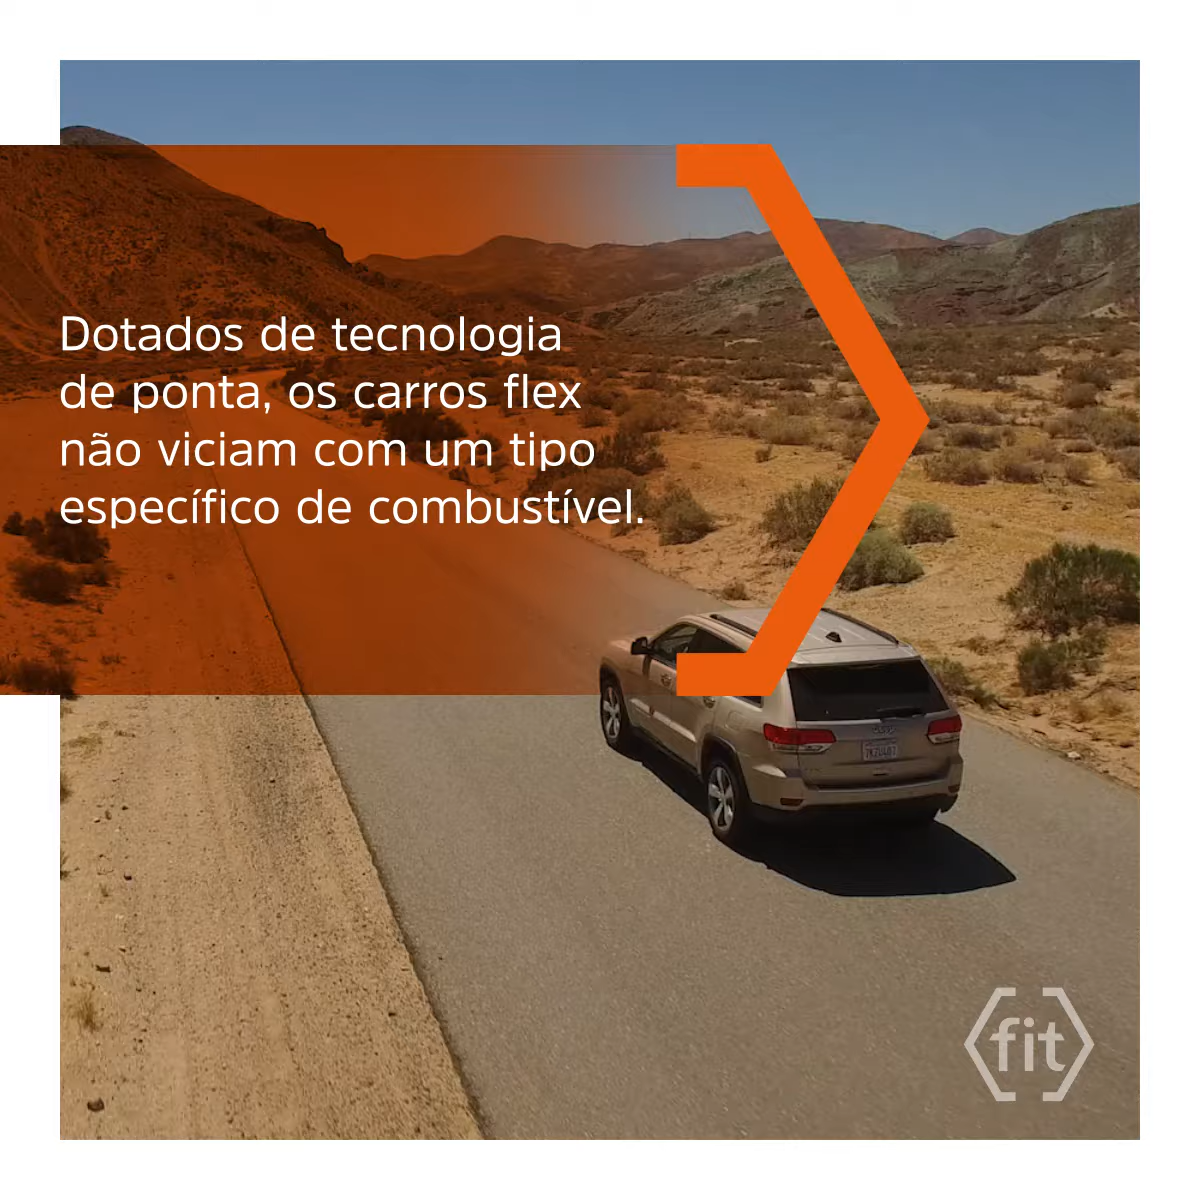 Dotados de tecnologia
de ponta, os carros flex
não viciam com um tipo
específico de combustível.
fit